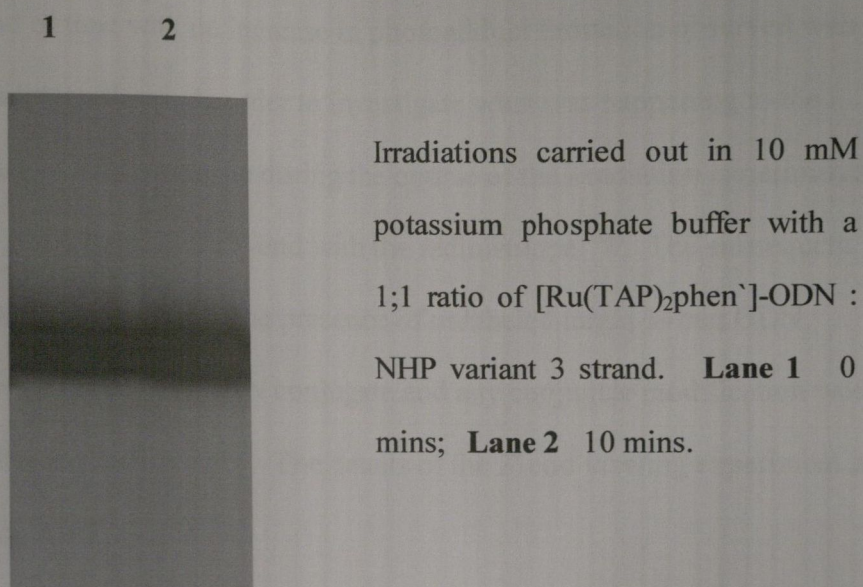 1 2
Irradiations carried out in 10 mM
potassium phosphate buffer with a
1;1 ratio of [Ru(TAP)₂phen`]-ODN :
NHP variant 3 strand. Lane 1 0
mins; Lane 2 10 mins.